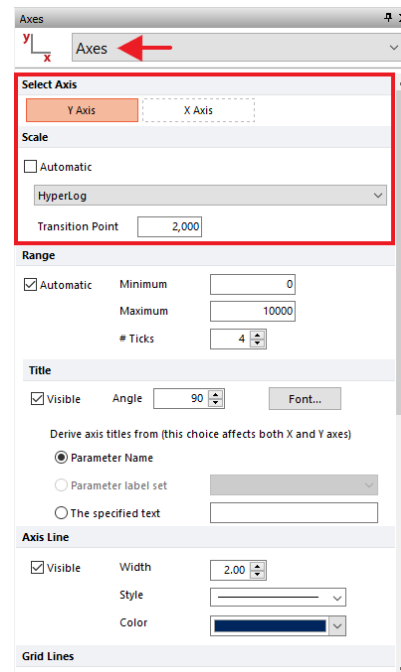 Axes
y
x
Axes
Select Axis
Y Axis X Axis
Scale
Automatic
HyperLog
Transition Point 2,000
Range
Automatic Minimum 0
Maximum 10000
# Ticks 4
Title
Visible Angle 90 Font...
Derive axis titles from (this choice affects both X and Y axes)
Parameter Name
Parameter label set
The specified text
Axis Line
Visible Width 2.00
Style
Color
Grid Lines